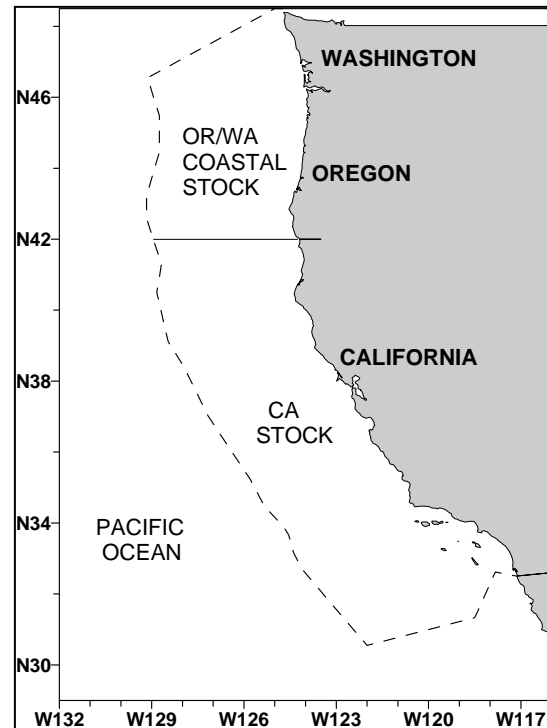 WASHINGTON
N46
OR/WA
COASTAL
STOCK
OREGON
N42
CALIFORNIA
N38
CA
STOCK
N34
PACIFIC
OCEAN
N30
W132 W129 W126 W123 W120 W117